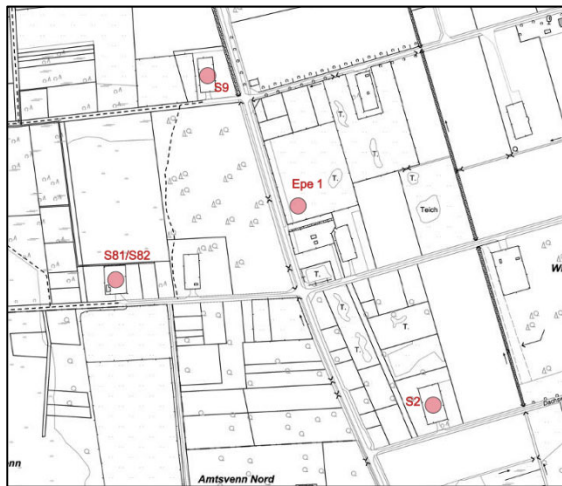 S9
T.
T.
Epe 1
T.
T.
Teich
S81/S82
T.
T.
T.
T.
S2
Amtsvenn Nord